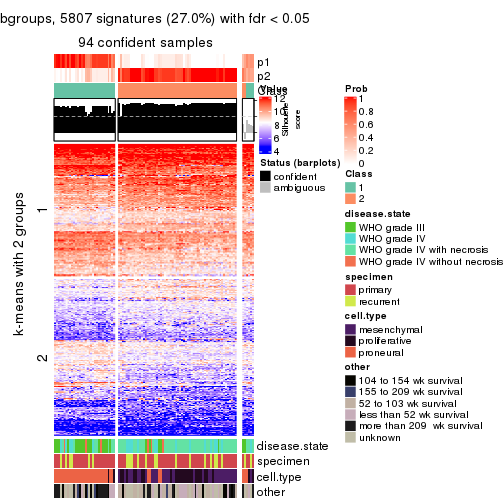 bgroups, 5807 signatures (27.0%) with fdr < 0.05
94 confident samples
p1
p2
Class
k-means with 2 groups
1
2
Value
12
10
8
6
4
Silhouette
score
Status (barplots)
confident
ambiguous
Prob
1
0.8
0.6
0.4
0.2
0
Class
1
2
disease.state
WHO grade III
WHO grade IV
WHO grade IV with necrosis
WHO grade IV without necrosis
specimen
primary
recurrent
cell.type
mesenchymal
proliferative
proneural
other
104 to 154 wk survival
155 to 209 wk survival
52 to 103 wk survival
less than 52 wk survival
more than 209  wk survival
unknown
disease.state
specimen
cell.type
other